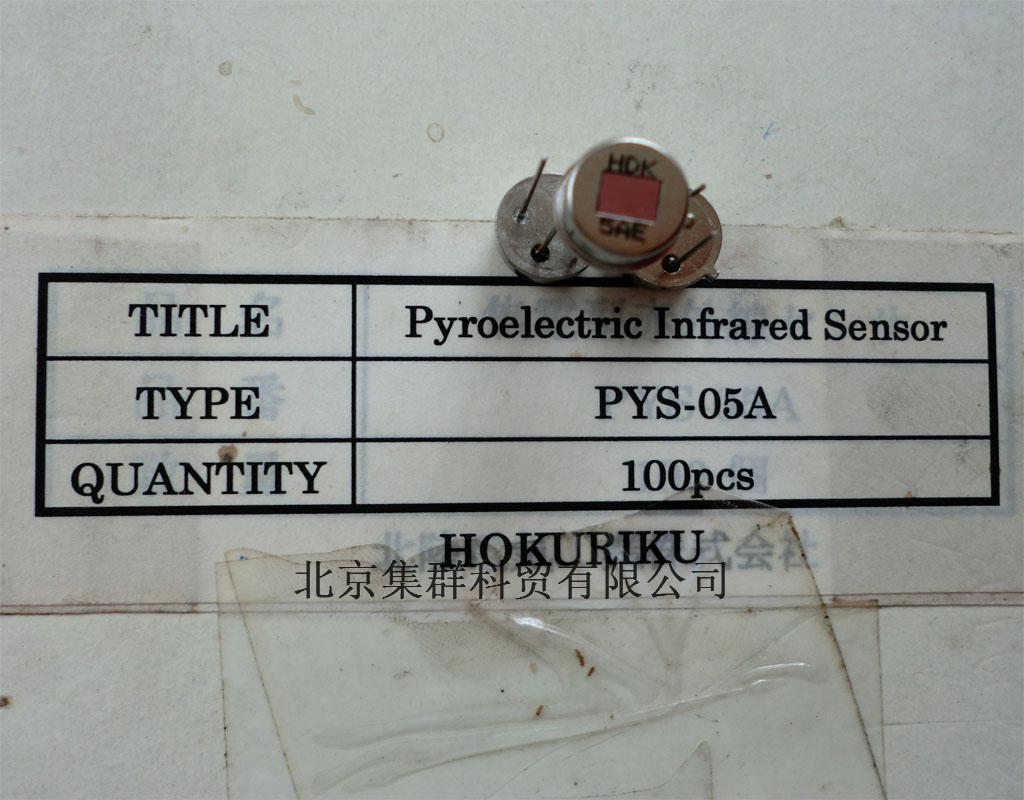 HDK
5AE
TITLE Pyroelectric Infrared Sensor
TYPE PYS-05A
QUANTITY 100pcs
HOKURIKU
北京集群科贸有限公司